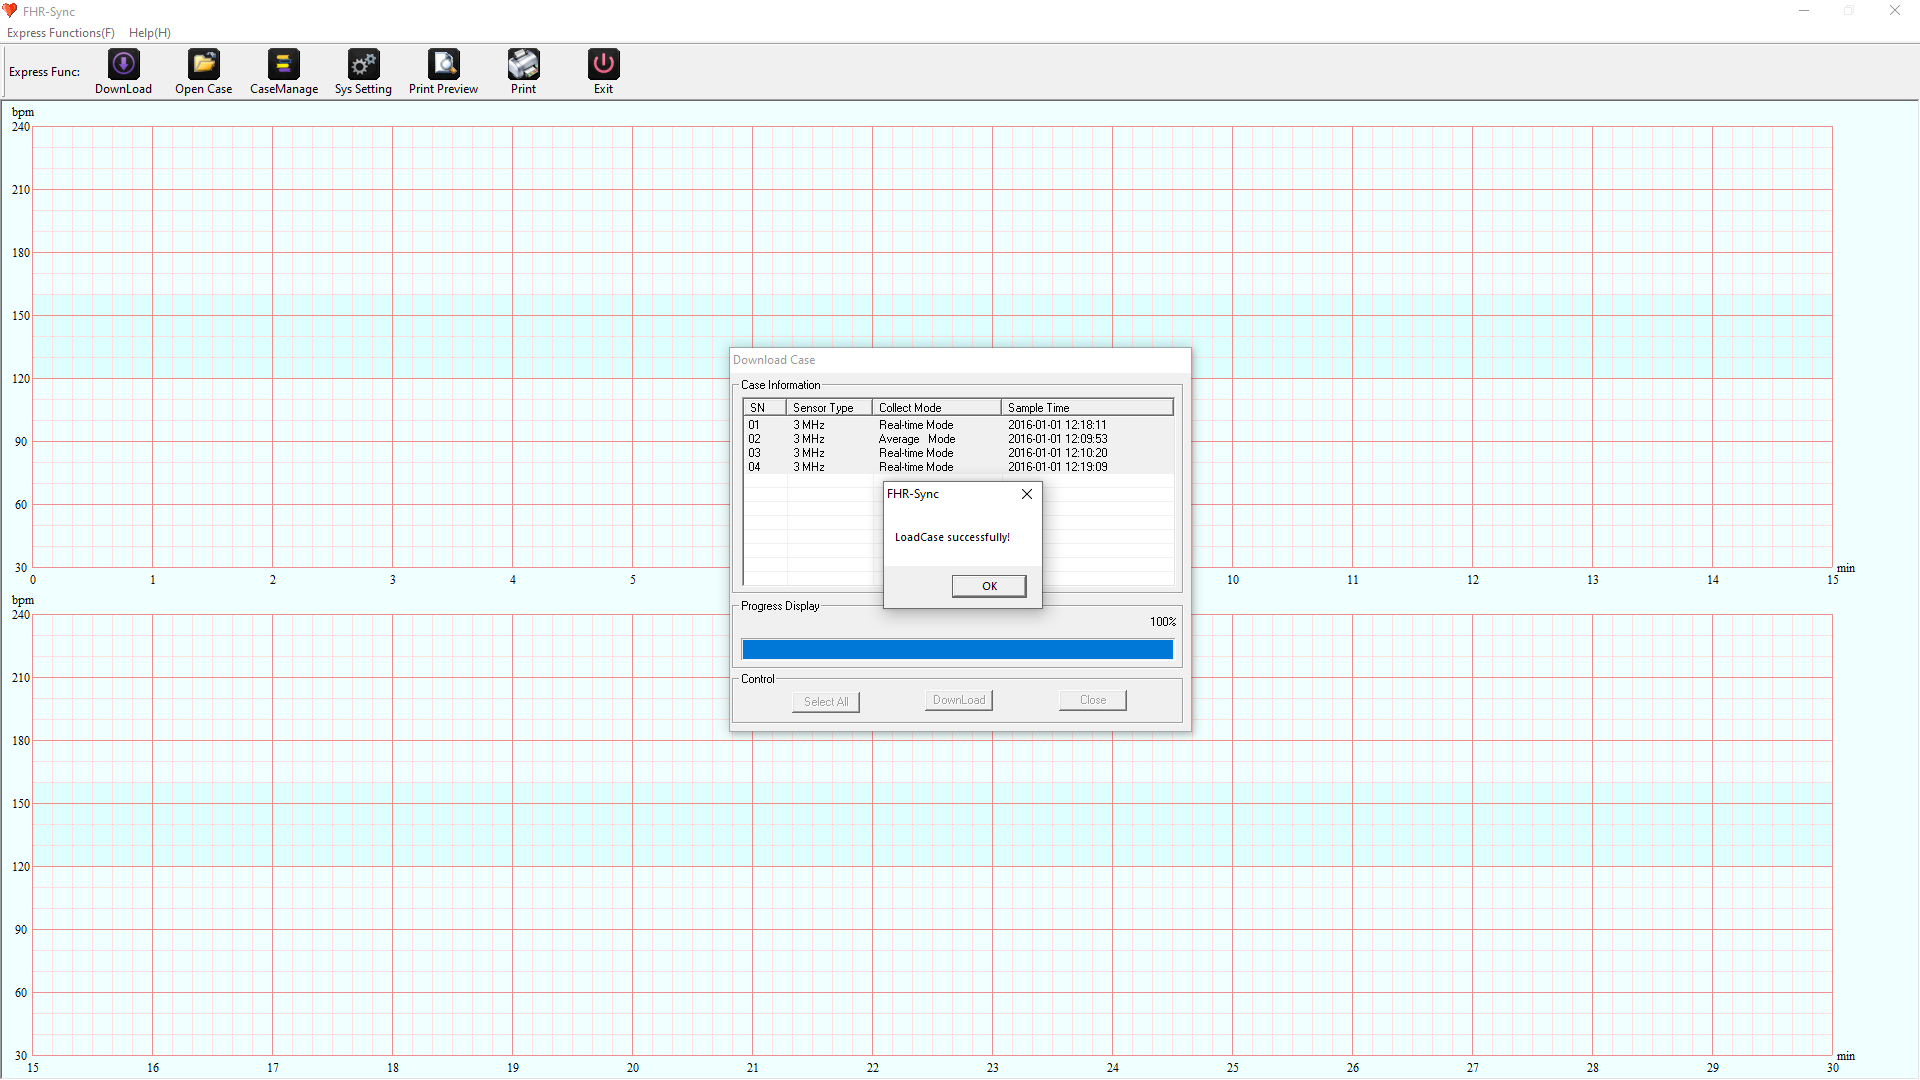 FHR-Sync
Express Functions(F) Help(H)
Express Func: DownLoad Open Case CaseManage Sys Setting Print Preview Print Exit
bpm
240
210
180
150
120
90
60
30
0 1 2 3 4 5 10 11 12 13 14 15 min
Download Case
Case Information
SN Sensor Type Collect Mode Sample Time
01 3 MHz Real-time Mode 2016-01-01 12:18:11
02 3 MHz Average Mode 2016-01-01 12:09:53
03 3 MHz Real-time Mode 2016-01-01 12:10:20
04 3 MHz Real-time Mode 2016-01-01 12:19:09
FHR-Sync
LoadCase successfully!
OK
Progress Display
100%
Control
Select All DownLoad Close
bpm
240
210
180
150
120
90
60
30
15 16 17 18 19 20 21 22 23 24 25 26 27 28 29 30 min